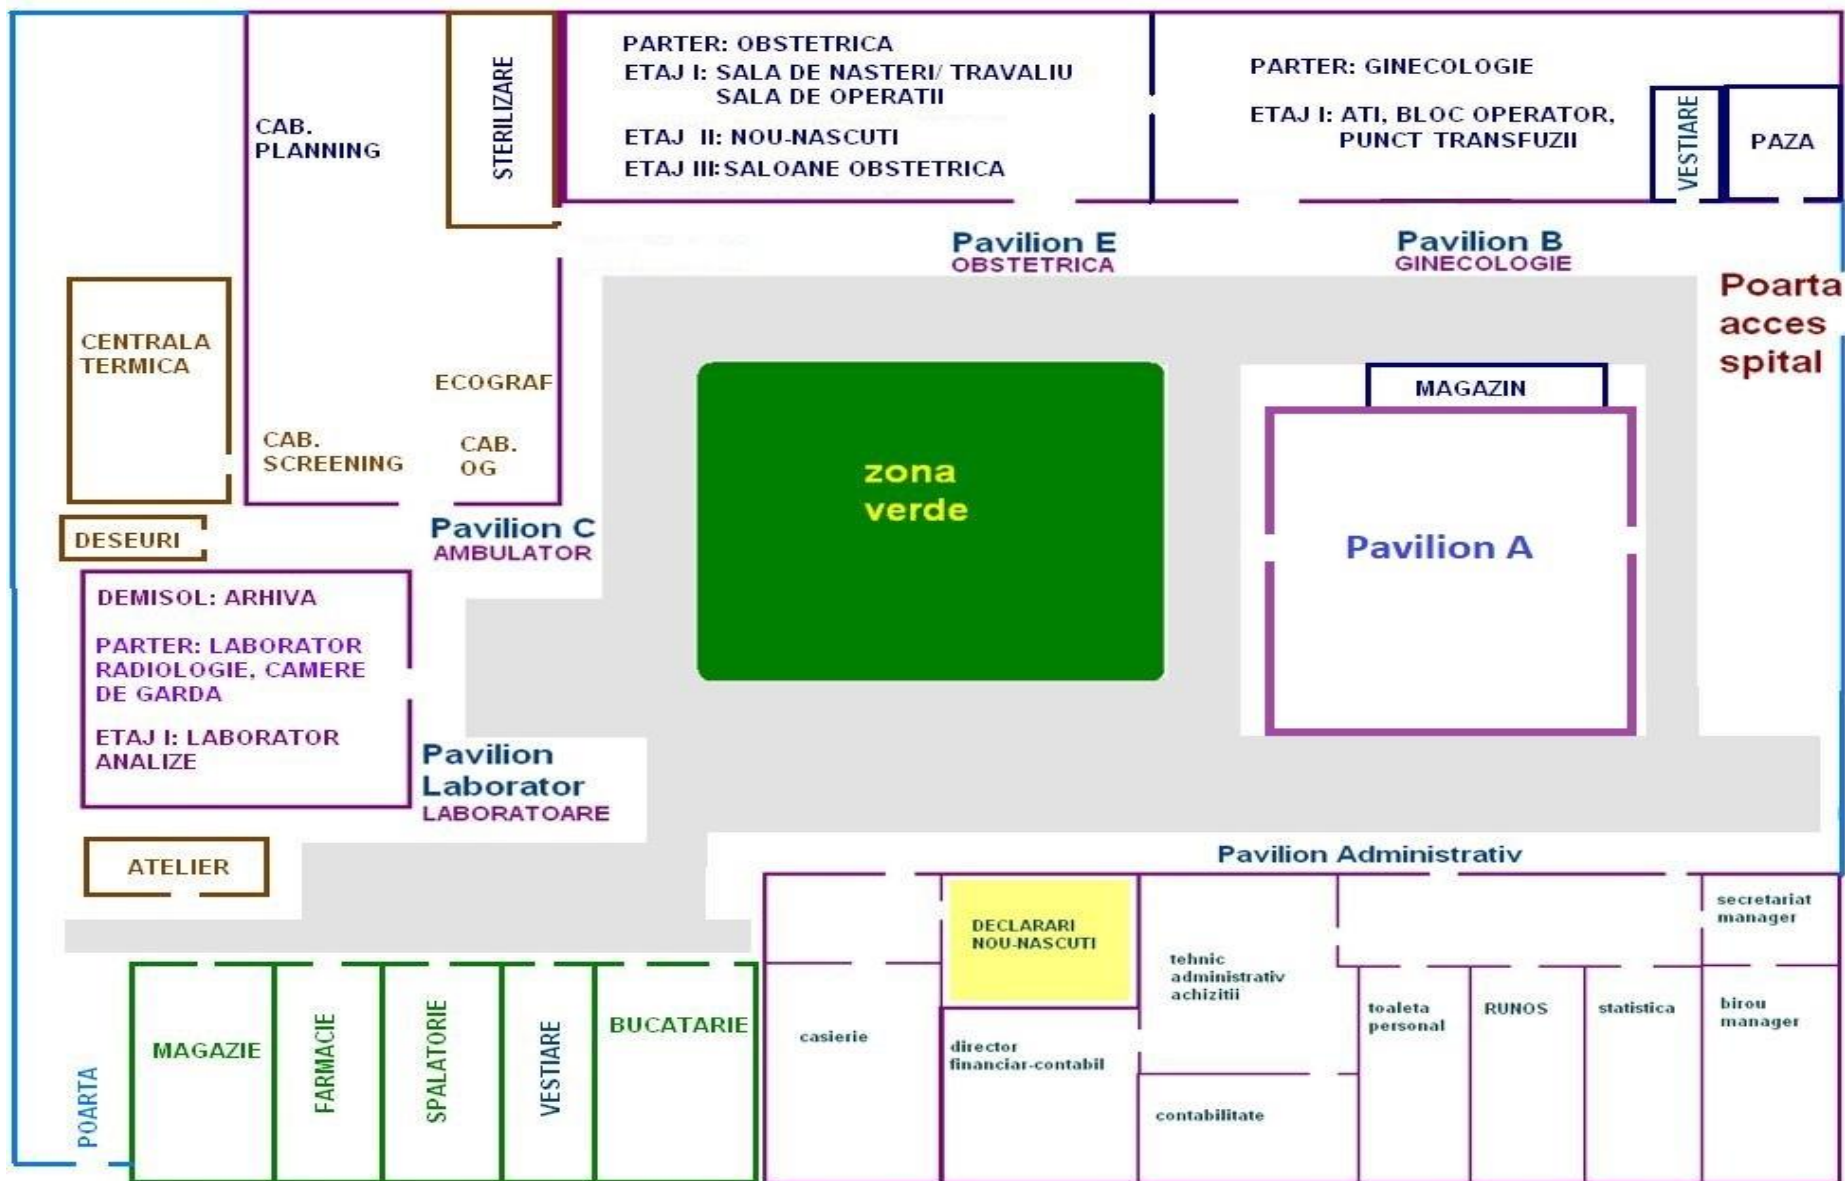 PARTER: OBSTETRICA
ETAJ I: SALA DE NASTERI/ TRAVALIU
SALA DE OPERATII
ETAJ II: NOU-NASCUTI
ETAJ III: SALOANE OBSTETRICA
PARTER: GINECOLOGIE
ETAJ I: ATI, BLOC OPERATOR,
PUNCT TRANSFUZII
VESTIARE
PAZA
STERILIZARE
CAB.
PLANNING
Pavilion E
OBSTETRICA
Pavilion B
GINECOLOGIE
Poarta
acces
spital
CENTRALA
TERMICA
ECOGRAF
CAB.
SCREENING
CAB.
OG
MAGAZIN
zona
verde
Pavilion A
Pavilion C
AMBULATOR
DESEURI
DEMISOL: ARHIVA
PARTER: LABORATOR
RADIOLOGIE, CAMERE
DE GARDA
ETAJ I: LABORATOR
ANALIZE
Pavilion
Laborator
LABORATOARE
ATELIER
Pavilion Administrativ
POARTA
MAGAZIE
FARMACIE
SPALATORIE
VESTIARE
BUCATARIE
casierie
DECLARARI
NOU-NASCUTI
director
financiar-contabil
tehnic
administrativ
achizitii
contabilitate
toaleta
personal
RUNOS
statistica
secretariat
manager
birou
manager